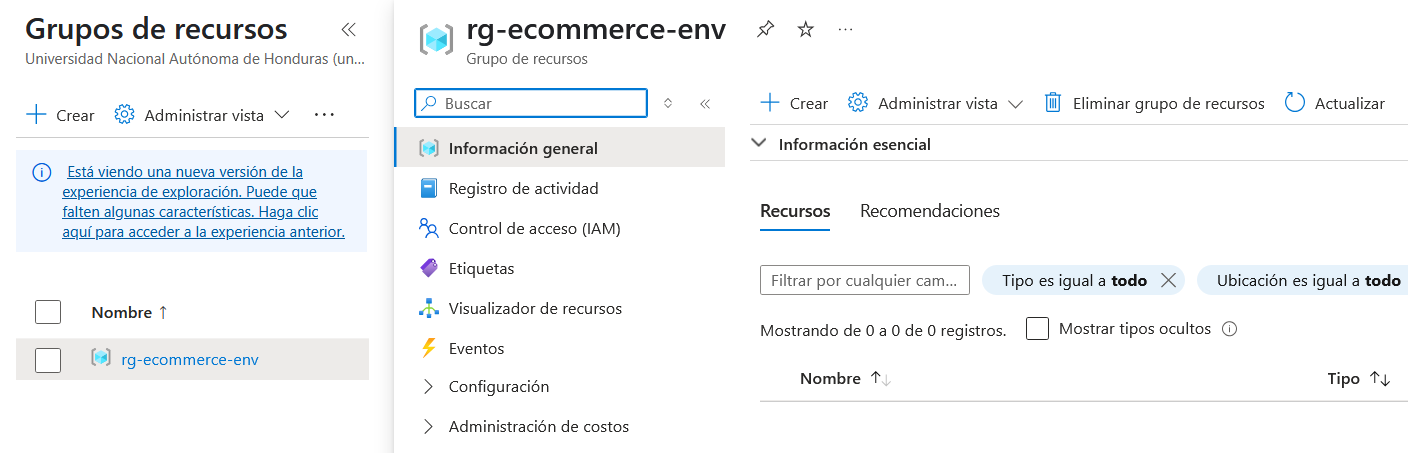 Grupos de recursos
Universidad Nacional Autónoma de Honduras (un...
Crear
Administrar vista
Está viendo una nueva versión de la
experiencia de exploración. Puede que
falten algunas características. Haga clic
aquí para acceder a la experiencia anterior.
Nombre
rg-ecommerce-env
rg-ecommerce-env
Grupo de recursos
Buscar
Información general
Registro de actividad
Control de acceso (IAM)
Etiquetas
Visualizador de recursos
Eventos
Configuración
Administración de costos
Crear
Administrar vista
Eliminar grupo de recursos
Actualizar
Información esencial
Recursos
Recomendaciones
Filtrar por cualquier cam...
Tipo es igual a todo
Ubicación es igual a todo
Mostrando de 0 a 0 de 0 registros.
Mostrar tipos ocultos
Nombre
Tipo